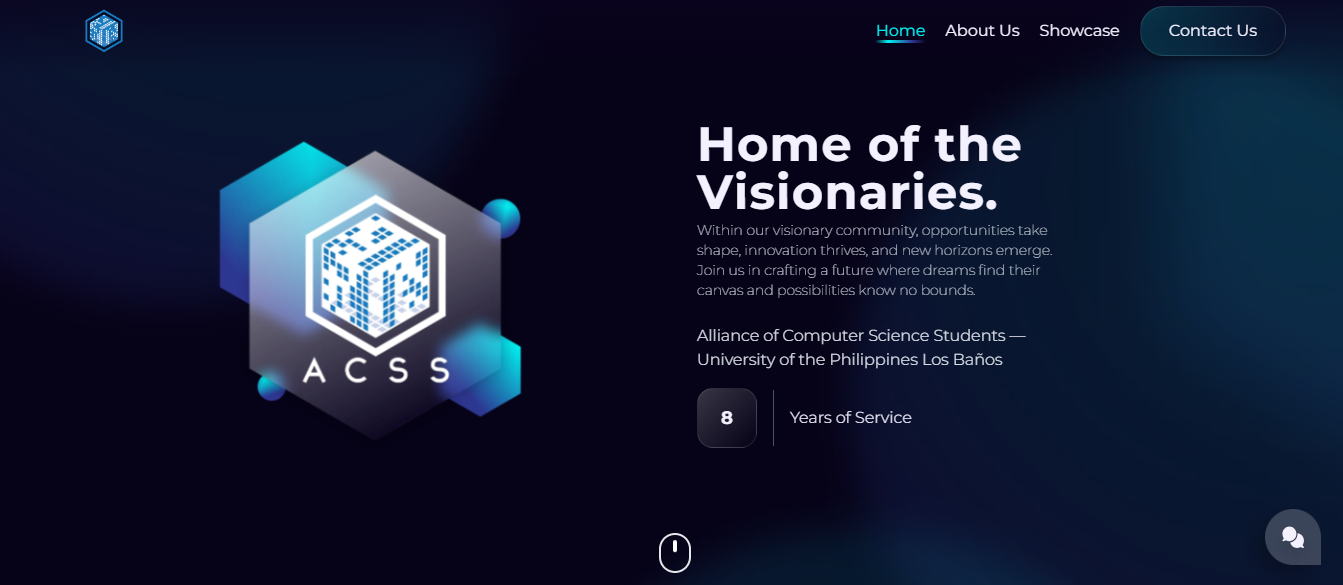 Home About Us Showcase Contact Us
Home of the
Visionaries.
Within our visionary community, opportunities take
shape, innovation thrives, and new horizons emerge.
Join us in crafting a future where dreams find their
canvas and possibilities know no bounds.
Alliance of Computer Science Students —
University of the Philippines Los Baños
8 Years of Service
ACSS